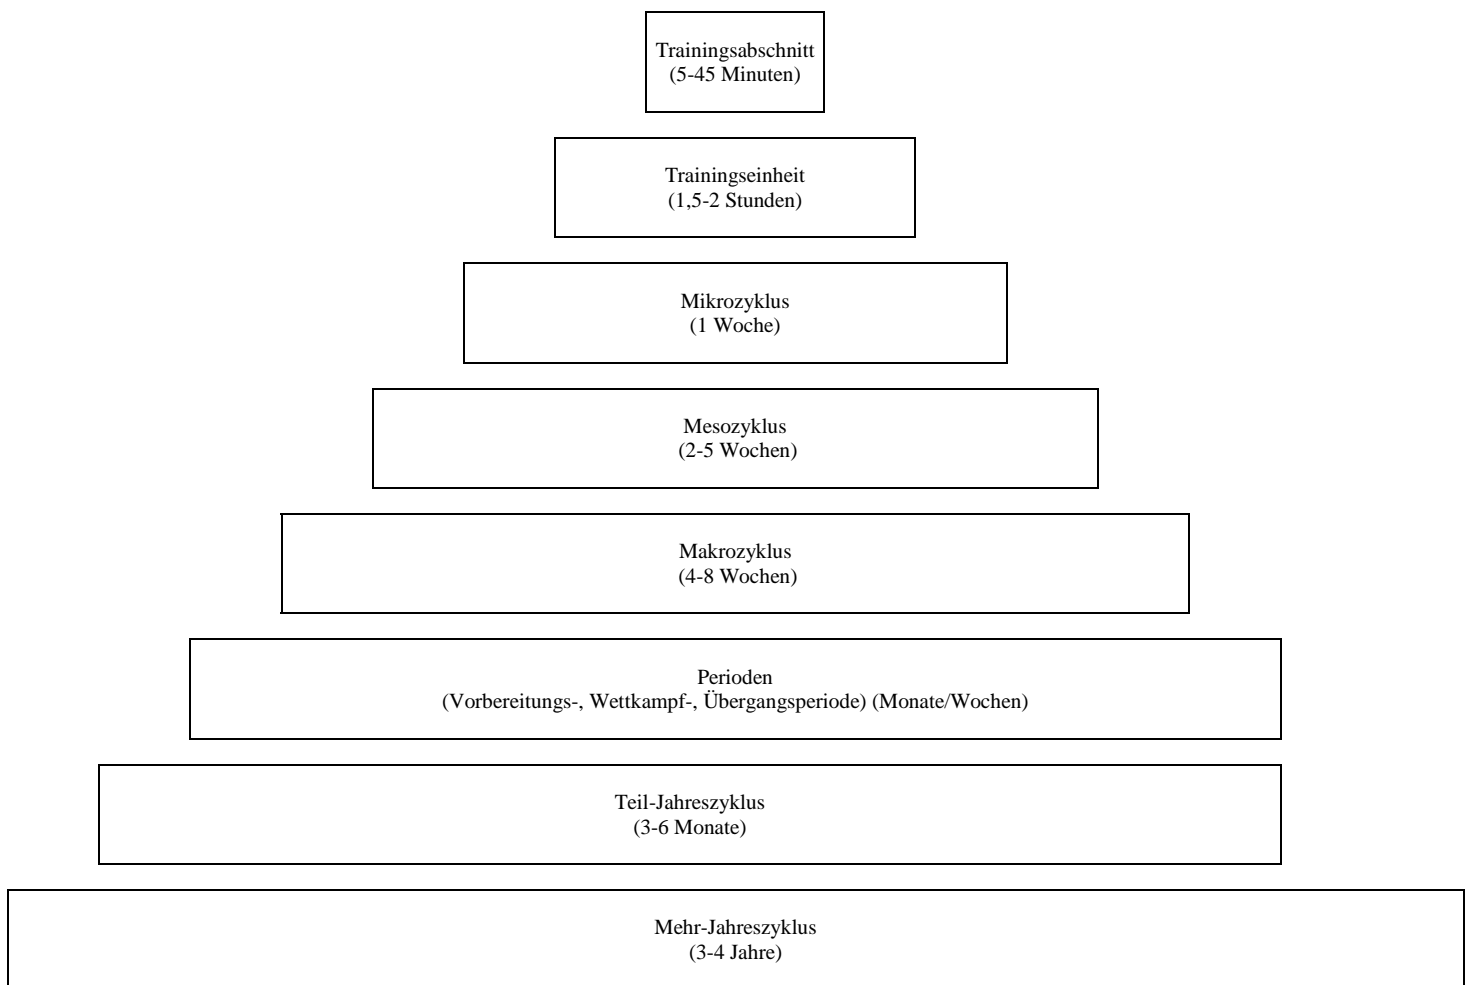 Trainingsabschnitt
(5-45 Minuten)
Trainingseinheit
(1,5-2 Stunden)
Mikrozyklus
(1 Woche)
Mesozyklus
(2-5 Wochen)
Makrozyklus
(4-8 Wochen)
Perioden
(Vorbereitungs-, Wettkampf-, Übergangsperiode) (Monate/Wochen)
Teil-Jahreszyklus
(3-6 Monate)
Mehr-Jahreszyklus
(3-4 Jahre)